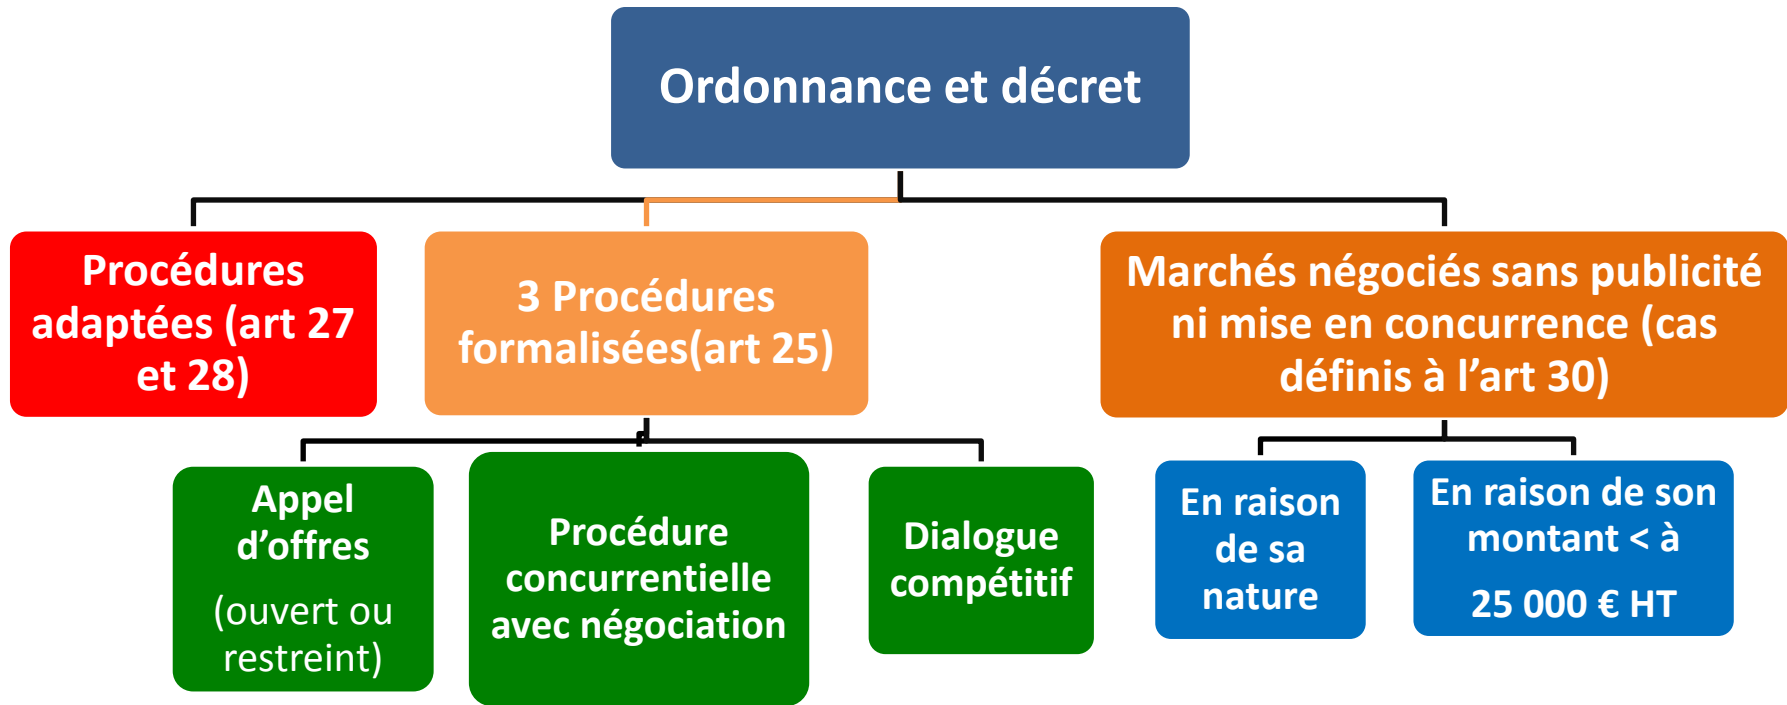 Ordonnance et décret
Procédures
adaptées (art 27
et 28)
3 Procédures
formalisées(art 25)
Marchés négociés sans publicité
ni mise en concurrence (cas
définis à l’art 30)
Appel
d’offres
(ouvert ou
restreint)
Procédure
concurrentielle
avec négociation
Dialogue
compétitif
En raison
de sa
nature
En raison de son
montant < à
25 000 € HT